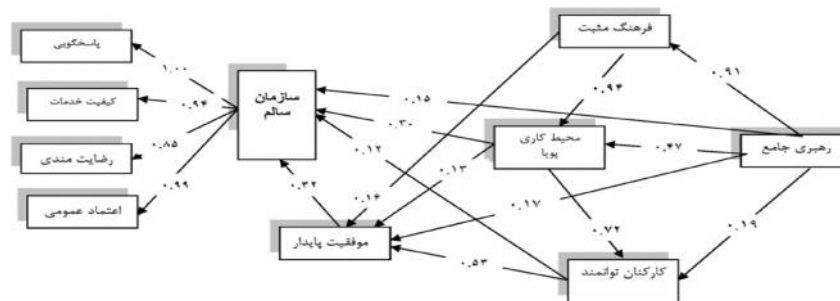 فرهنگ مثبت
پاسخگویی
۱.۰۰
۰.۹۱
سازمان
سالم
۰.۹۴
کیفیت خدمات
۰.۹۴
۰.۱۵
۰.۳۰
محیط کاری
پویا
۰.۴۷
رهبری جامع
۰.۸۵
رضایت مندی
۰.۱۲
۰.۱۳
۰.۹۹
۰.۳۲
۰.۱۶
۰.۱۷
اعتماد عمومی
۰.۷۲
۰.۱۹
موفقیت پایدار
۰.۵۳
کارکنان توانمند